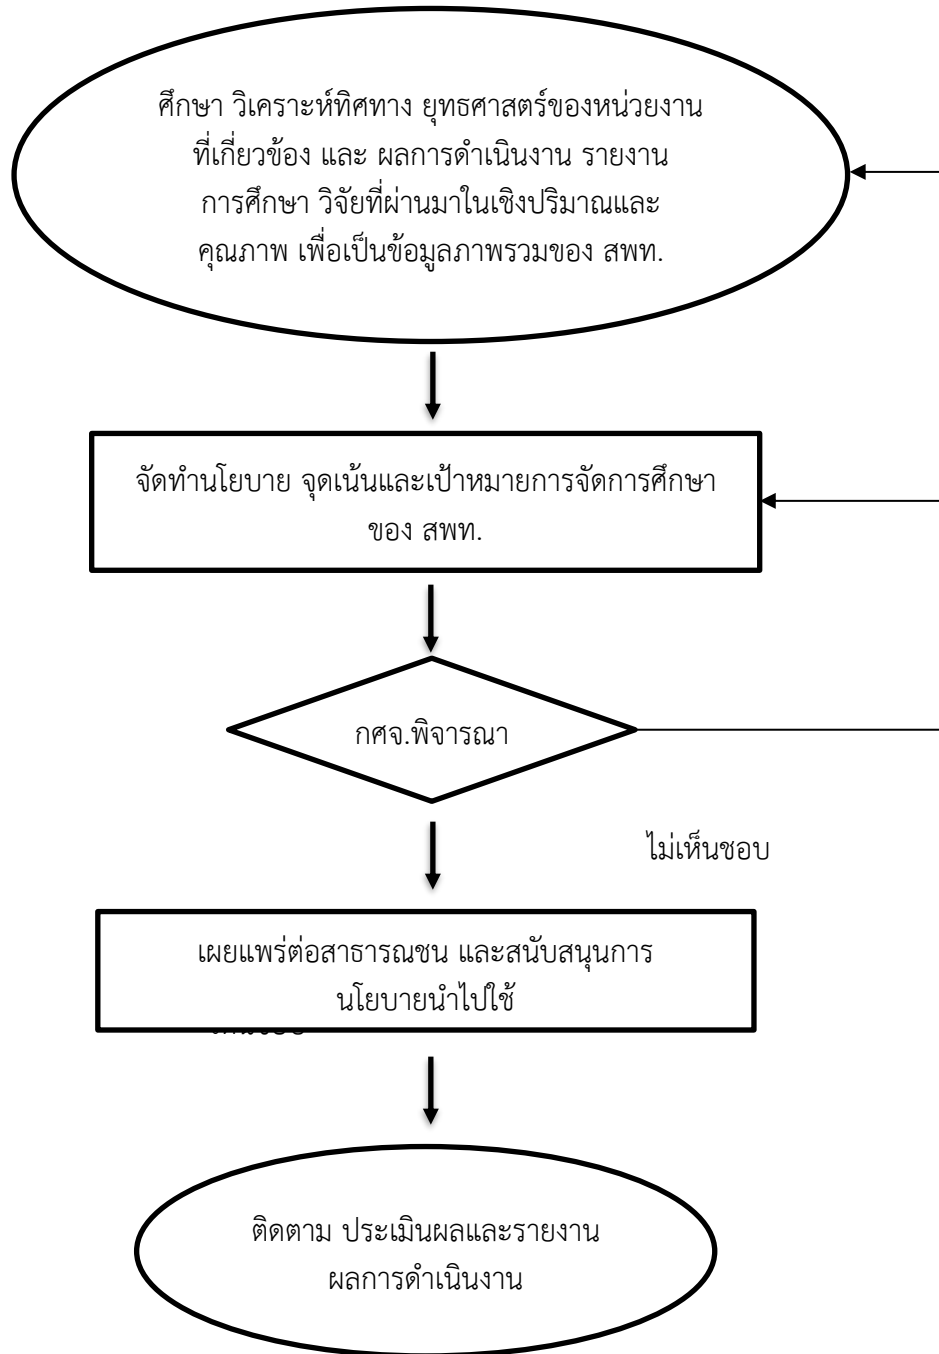 ศึกษา วิเคราะห์ทิศทาง ยุทธศาสตร์ของหน่วยงาน
ที่เกี่ยวข้อง และ ผลการดำเนินงาน รายงาน
การศึกษา วิจัยที่ผ่านมาในเชิงปริมาณและ
คุณภาพ เพื่อเป็นข้อมูลภาพรวมของ สพท.
จัดทำนโยบาย จุดเน้นและเป้าหมายการจัดการศึกษา
ของ สพท.
กศจ.พิจารณา
ไม่เห็นชอบ
เผยแพร่ต่อสาธารณชน และสนับสนุนการ
นโยบายนำไปใช้
ติดตาม ประเมินผลและรายงาน
ผลการดำเนินงาน